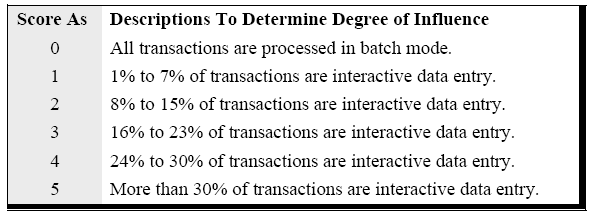 Score As Descriptions To Determine Degree of Influence
0 All transactions are processed in batch mode.
1 1% to 7% of transactions are interactive data entry.
2 8% to 15% of transactions are interactive data entry.
3 16% to 23% of transactions are interactive data entry.
4 24% to 30% of transactions are interactive data entry.
5 More than 30% of transactions are interactive data entry.